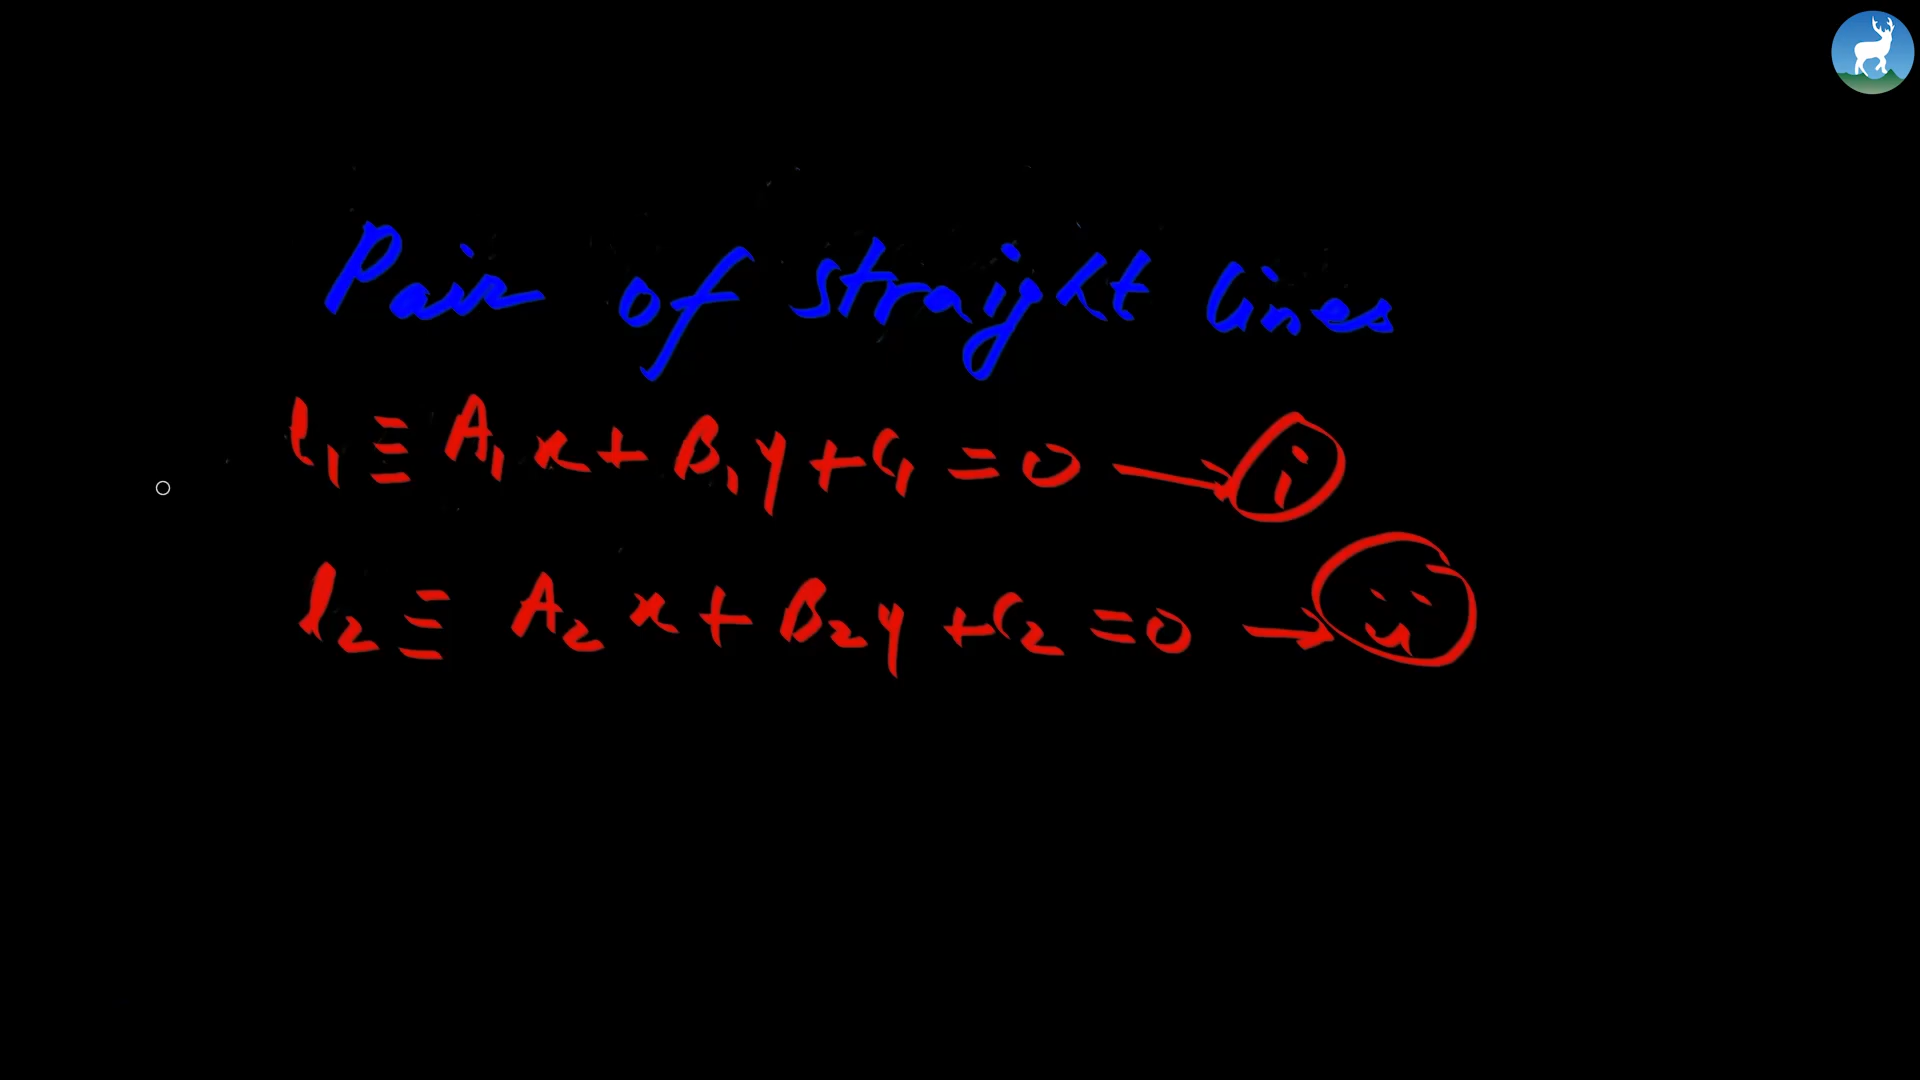 Pair of straight lines
l₁ ≡ A₁x + B₁y + C₁ = 0 → (i)
l₂ ≡ A₂x + B₂y + C₂ = 0 → (ii)